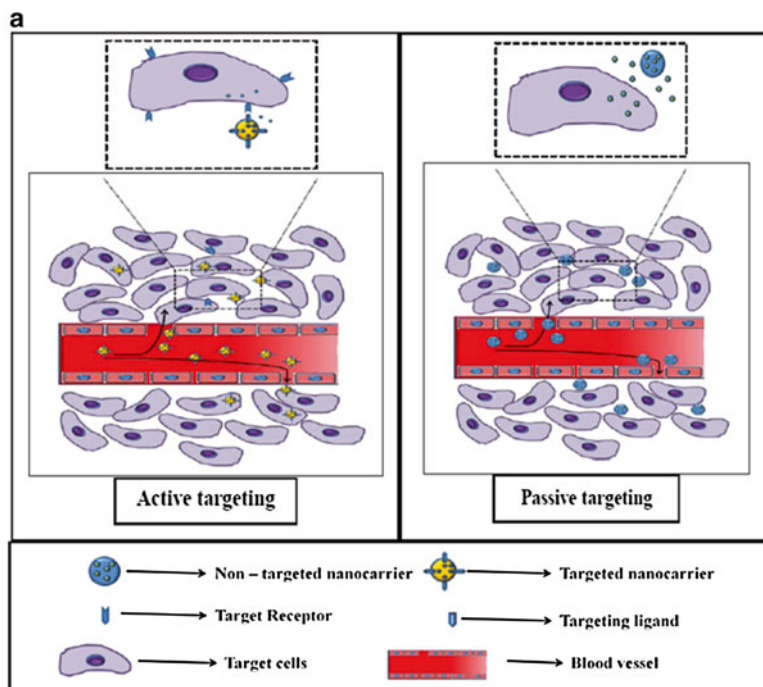 a
Active targeting
Passive targeting
Non – targeted nanocarrier
Targeted nanocarrier
Target Receptor
Targeting ligand
Target cells
Blood vessel